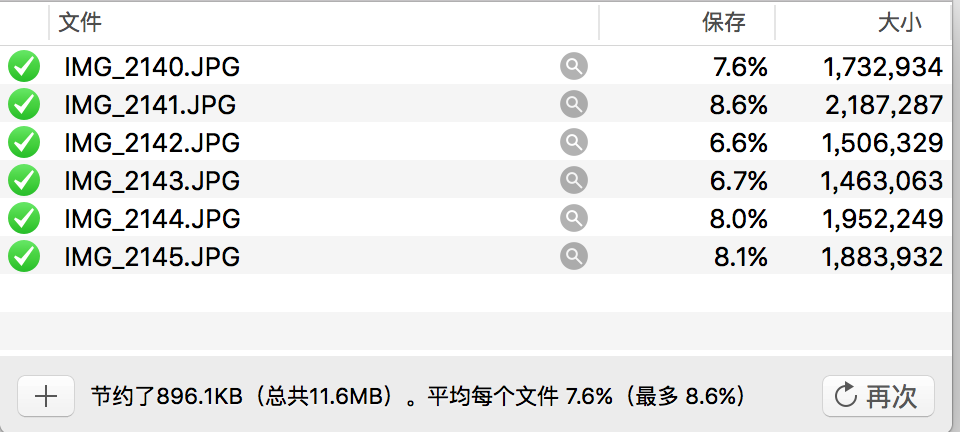 文件 保存 大小
IMG_2140.JPG 7.6% 1,732,934
IMG_2141.JPG 8.6% 2,187,287
IMG_2142.JPG 6.6% 1,506,329
IMG_2143.JPG 6.7% 1,463,063
IMG_2144.JPG 8.0% 1,952,249
IMG_2145.JPG 8.1% 1,883,932
节约了896.1KB（总共11.6MB）。平均每个文件 7.6%（最多 8.6%） 再次